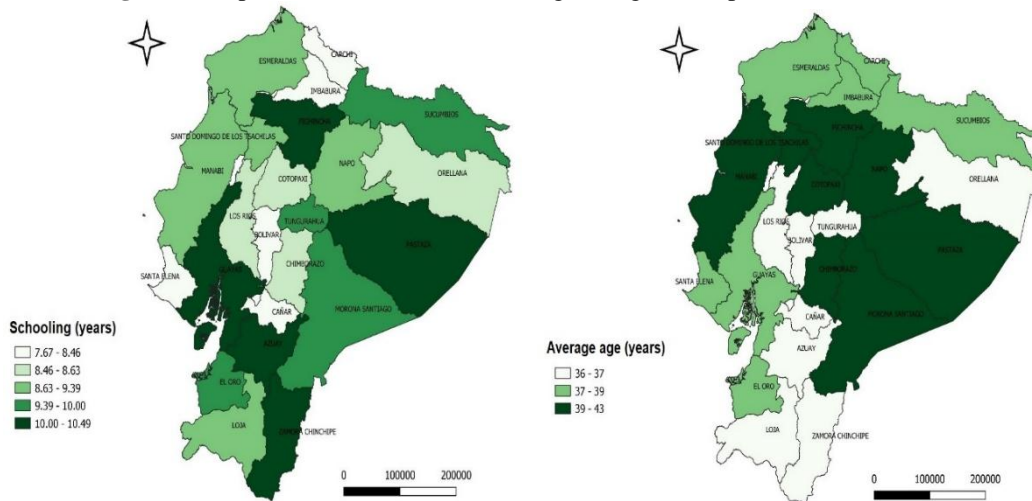 CARCHI
ESMERALDAS
IMBABURA
SUCUMBIOS
PICHINCHA
SANTO DOMINGO DE LOS TSACHILAS
NAPO
MANABI
ORELLANA
COTOPAXI
LOS RIOS
TUNGURAHUA
BOLIVAR
PASTAZA
CHIMBORAZO
SANTA ELENA
GUAYAS
CAÑAR
MORONA SANTIAGO
AZUAY
EL ORO
LOJA
ZAMORA CHINCHIPE
Schooling (years)
7.67 - 8.46
8.46 - 8.63
8.63 - 9.39
9.39 - 10.00
10.00 - 10.49
0 100000 200000
CARCHI
ESMERALDAS
IMBABURA
SUCUMBIOS
PICHINCHA
SANTO DOMINGO DE LOS TSACHILAS
NAPO
MANABI
ORELLANA
COTOPAXI
LOS RIOS
TUNGURAHUA
BOLIVAR
PASTAZA
CHIMBORAZO
SANTA ELENA
GUAYAS
CAÑAR
MORONA SANTIAGO
AZUAY
EL ORO
LOJA
ZAMORA CHINCHIPE
Average age (years)
36 - 37
37 - 39
39 - 43
0 100000 200000